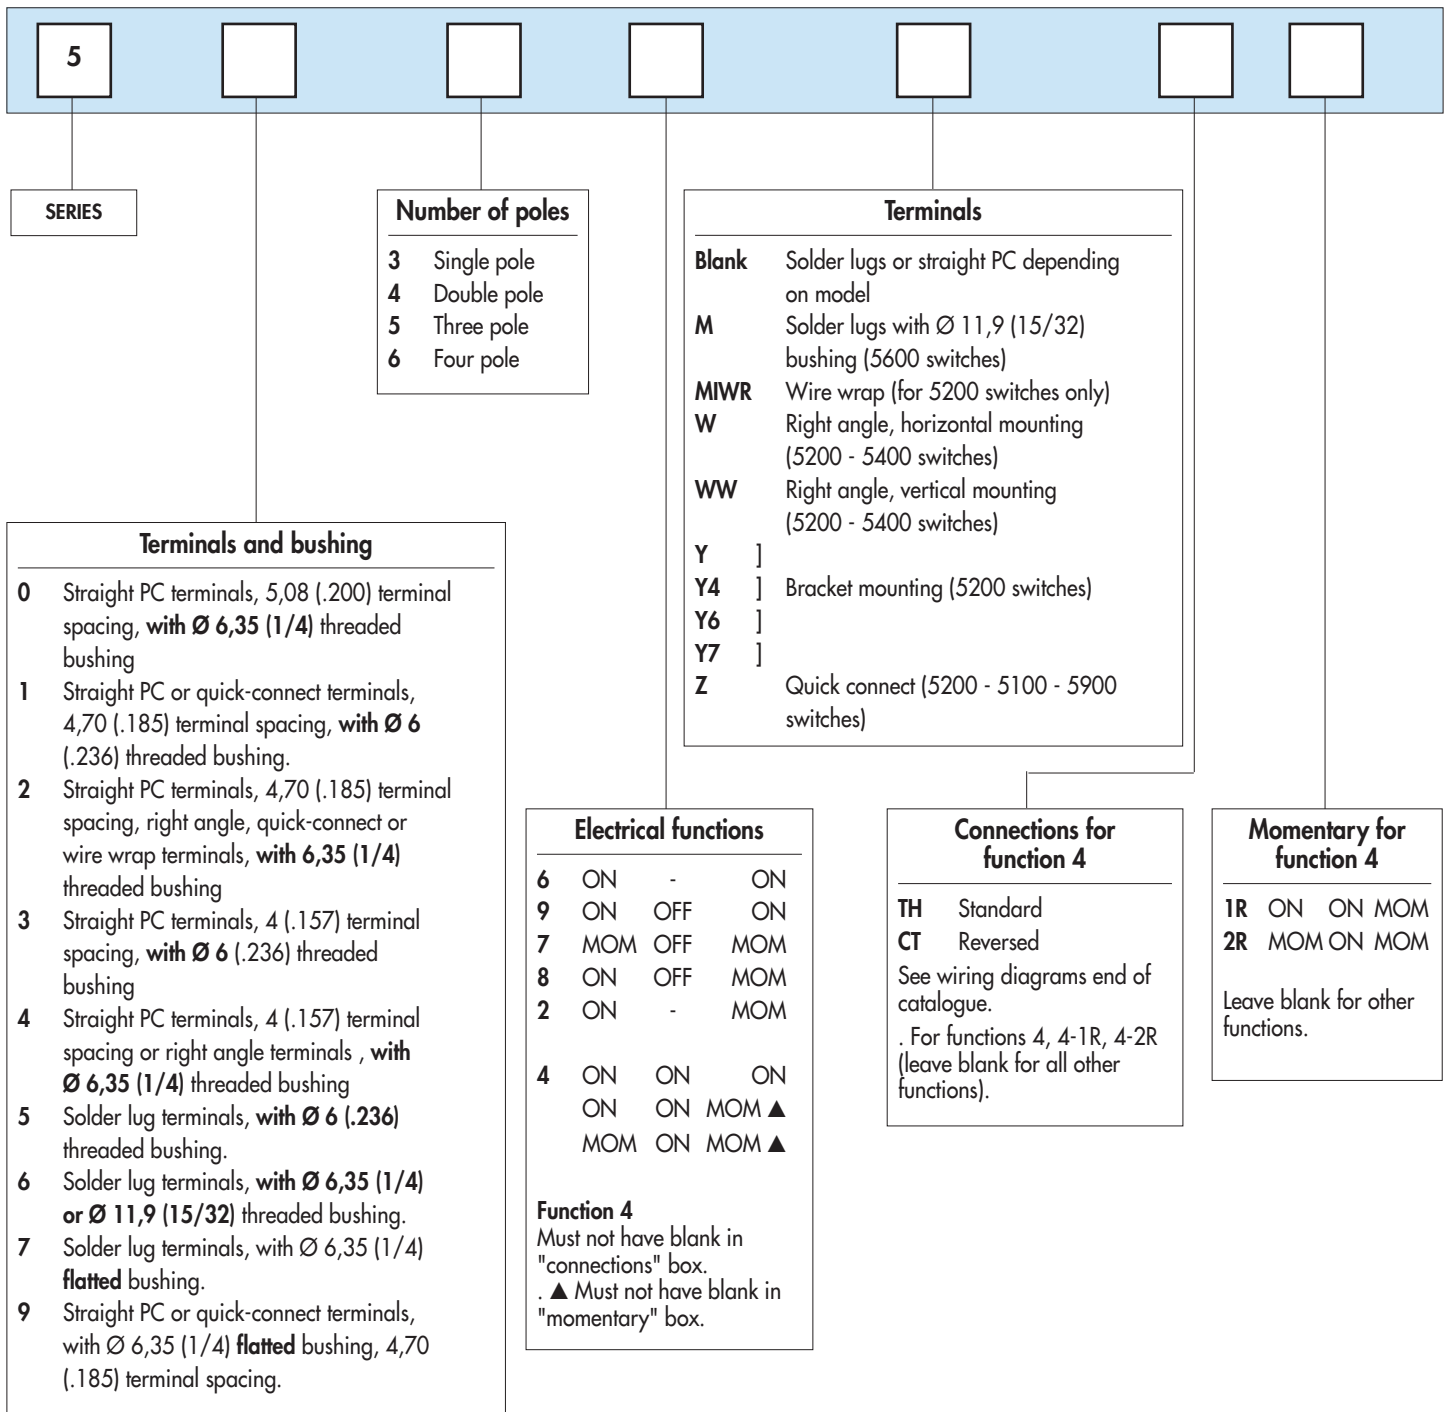 5
SERIES
Number of poles
3 Single pole
4 Double pole
5 Three pole
6 Four pole
Terminals
Blank Solder lugs or straight PC depending
on model
M Solder lugs with Ø 11,9 (15/32)
bushing (5600 switches)
MIWR Wire wrap (for 5200 switches only)
W Right angle, horizontal mounting
(5200 - 5400 switches)
WW Right angle, vertical mounting
(5200 - 5400 switches)
Y ]
Y4 ] Bracket mounting (5200 switches)
Y6 ]
Y7 ]
Z Quick connect (5200 - 5100 - 5900
switches)
Terminals and bushing
0 Straight PC terminals, 5,08 (.200) terminal
spacing, with Ø 6,35 (1/4) threaded
bushing
1 Straight PC or quick-connect terminals,
4,70 (.185) terminal spacing, with Ø 6
(.236) threaded bushing.
2 Straight PC terminals, 4,70 (.185) terminal
spacing, right angle, quick-connect or
wire wrap terminals, with 6,35 (1/4)
threaded bushing
3 Straight PC terminals, 4 (.157) terminal
spacing, with Ø 6 (.236) threaded
bushing
4 Straight PC terminals, 4 (.157) terminal
spacing or right angle terminals , with
Ø 6,35 (1/4) threaded bushing
5 Solder lug terminals, with Ø 6 (.236)
threaded bushing.
6 Solder lug terminals, with Ø 6,35 (1/4)
or Ø 11,9 (15/32) threaded bushing.
7 Solder lug terminals, with Ø 6,35 (1/4)
flatted bushing.
9 Straight PC or quick-connect terminals,
with Ø 6,35 (1/4) flatted bushing, 4,70
(.185) terminal spacing.
Electrical functions
6 ON - ON
9 ON OFF ON
7 MOM OFF MOM
8 ON OFF MOM
2 ON - MOM
4 ON ON ON
ON ON MOM ▲
MOM ON MOM ▲
Function 4
Must not have blank in
"connections" box.
. ▲ Must not have blank in
"momentary" box.
Connections for
function 4
TH Standard
CT Reversed
See wiring diagrams end of
catalogue.
. For functions 4, 4-1R, 4-2R
(leave blank for all other
functions).
Momentary for
function 4
1R ON ON MOM
2R MOM ON MOM
Leave blank for other
functions.